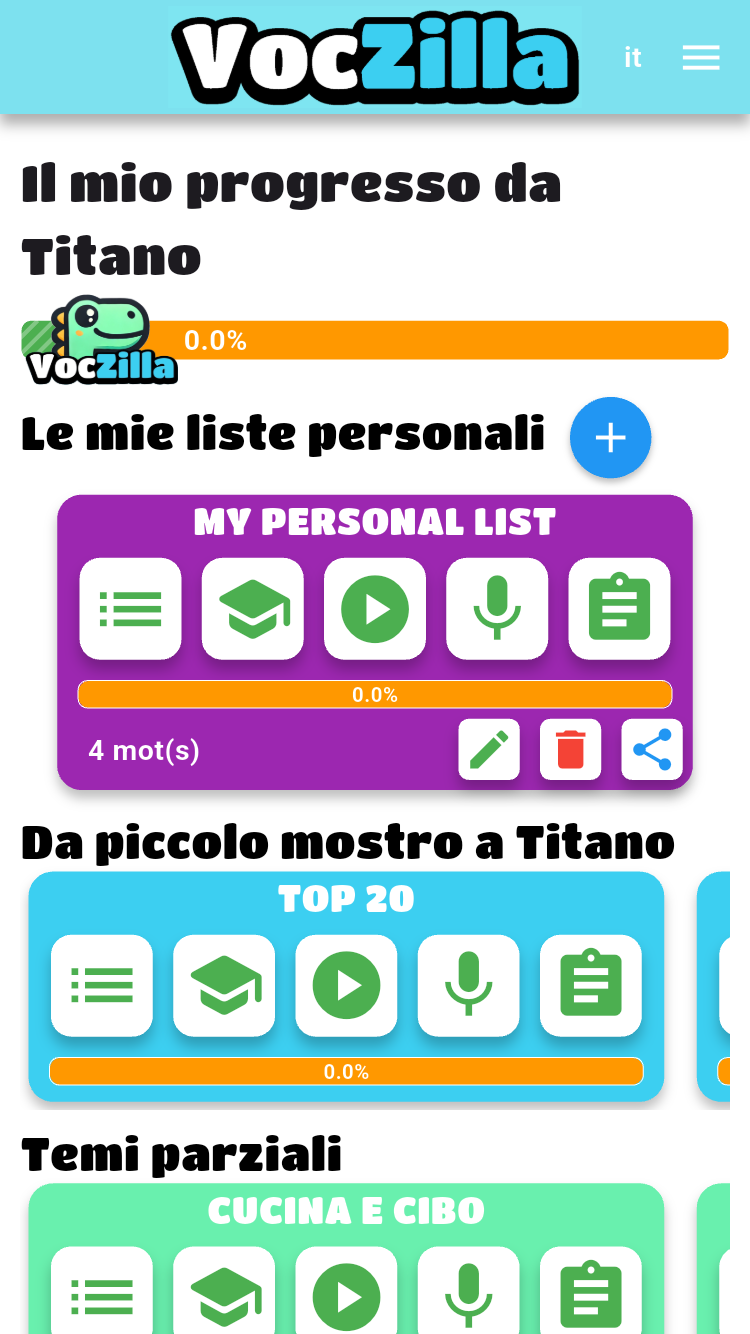 VocZilla
it
Il mio progresso da
Titano
0.0%
VocZilla
Le mie liste personali
MY PERSONAL LIST
0.0%
4 mot(s)
Da piccolo mostro a Titano
TOP 20
0.0%
Temi parziali
CUCINA E CIBO